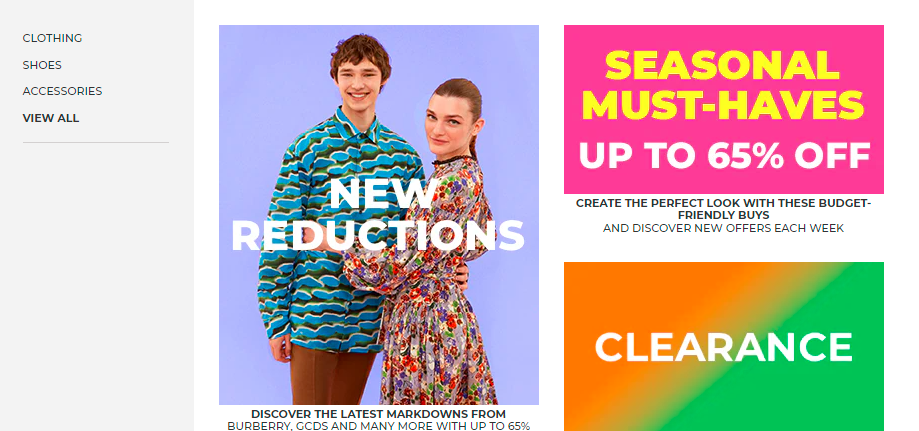 CLOTHING
SHOES
ACCESSORIES
VIEW ALL
NEW
REDUCTIONS
DISCOVER THE LATEST MARKDOWNS FROM
BURBERRY, GCDS AND MANY MORE WITH UP TO 65%
SEASONAL
MUST-HAVES
UP TO 65% OFF
CREATE THE PERFECT LOOK WITH THESE BUDGET-
FRIENDLY BUYS
AND DISCOVER NEW OFFERS EACH WEEK
CLEARANCE